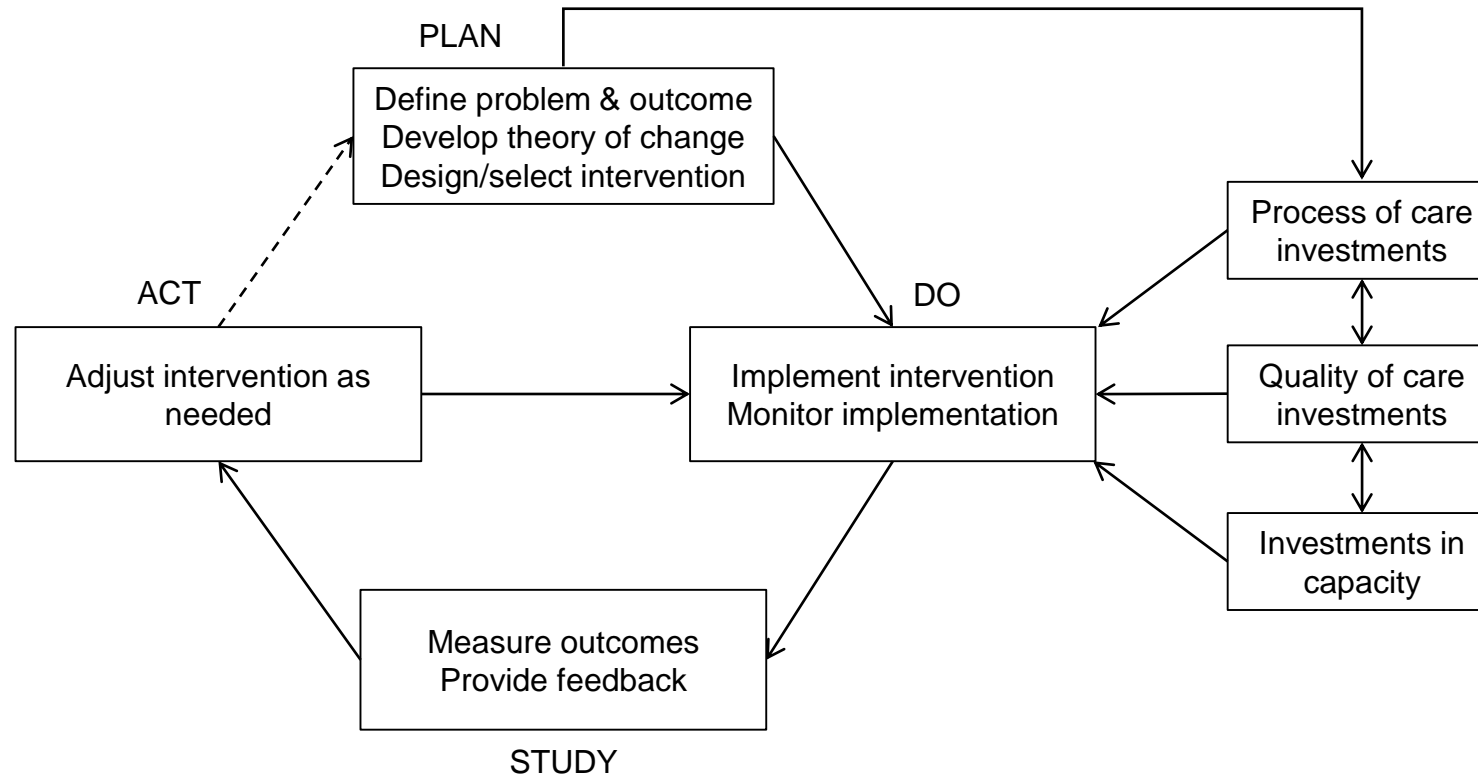 PLAN
Define problem & outcome
Develop theory of change
Design/select intervention
Process of care
investments
ACT
DO
Adjust intervention as
needed
Implement intervention
Monitor implementation
Quality of care
investments
Investments in
capacity
Measure outcomes
Provide feedback
STUDY